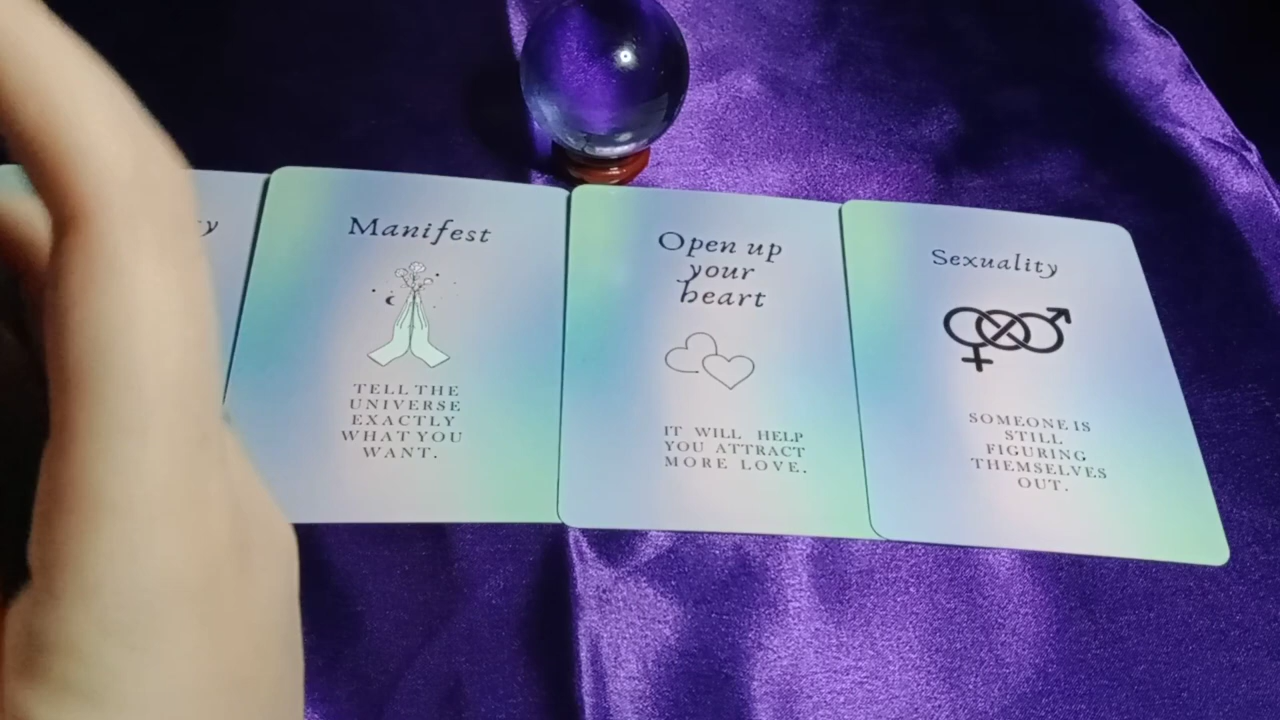 Manifest
TELL THE
UNIVERSE
EXACTLY
WHAT YOU
WANT.
Open up
your
heart
IT WILL HELP
YOU ATTRACT
MORE LOVE.
Sexuality
SOMEONE IS
STILL
FIGURING
THEMSELVES
OUT.